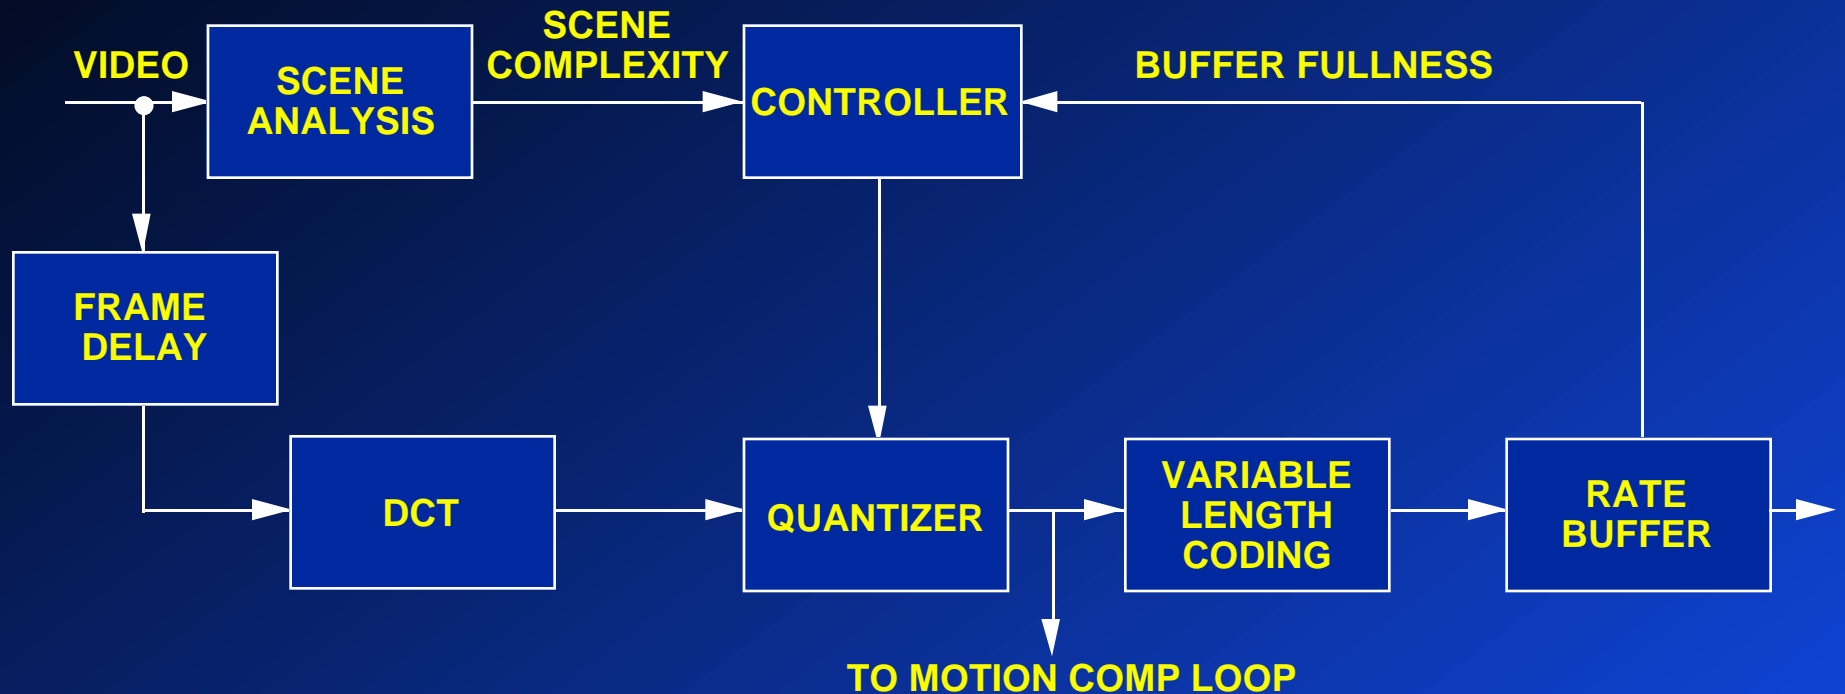 VIDEO
SCENE
ANALYSIS
SCENE
COMPLEXITY
CONTROLLER
BUFFER FULLNESS
FRAME
DELAY
DCT
QUANTIZER
VARIABLE
LENGTH
CODING
RATE
BUFFER
TO MOTION COMP LOOP